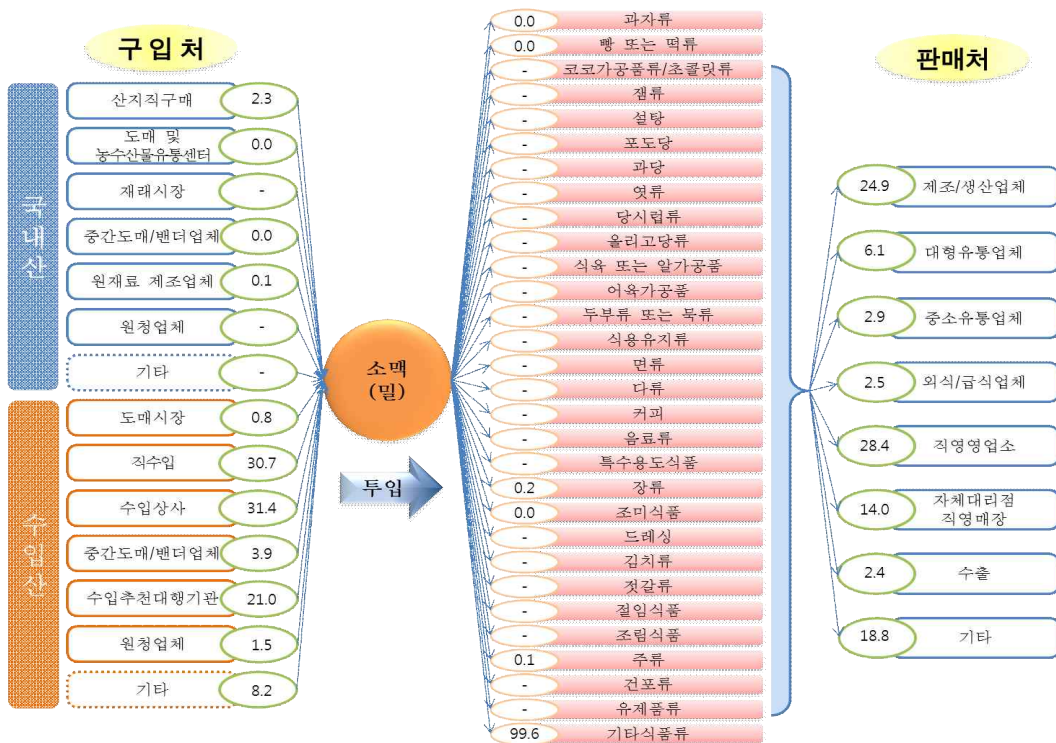 구입처
국내산
산지직구매 2.3
도매 및
농수산물유통센터 0.0
재래시장 -
중간도매/밴더업체 0.0
원재료 제조업체 0.1
원청업체 -
기타 -
수입산
도매시장 0.8
직수입 30.7
수입상사 31.4
중간도매/밴더업체 3.9
수입추천대행기관 21.0
원청업체 1.5
기타 8.2
소맥
(밀)
투입
0.0 과자류
0.0 빵 또는 떡류
- 코코가공품류/초콜릿류
- 잼류
- 설탕
- 포도당
- 과당
- 엿류
- 당시럽류
- 올리고당류
- 식육 또는 알가공품
- 어육가공품
- 두부류 또는 묵류
- 식용유지류
- 면류
- 다류
- 커피
- 음료류
- 특수용도식품
0.2 장류
0.0 조미식품
- 드레싱
- 김치류
- 젓갈류
- 절임식품
- 조림식품
0.1 주류
- 건포류
- 유제품류
99.6 기타식품류
판매처
24.9 제조/생산업체
6.1 대형유통업체
2.9 중소유통업체
2.5 외식/급식업체
28.4 직영영업소
14.0 자체대리점
직영매장
2.4 수출
18.8 기타